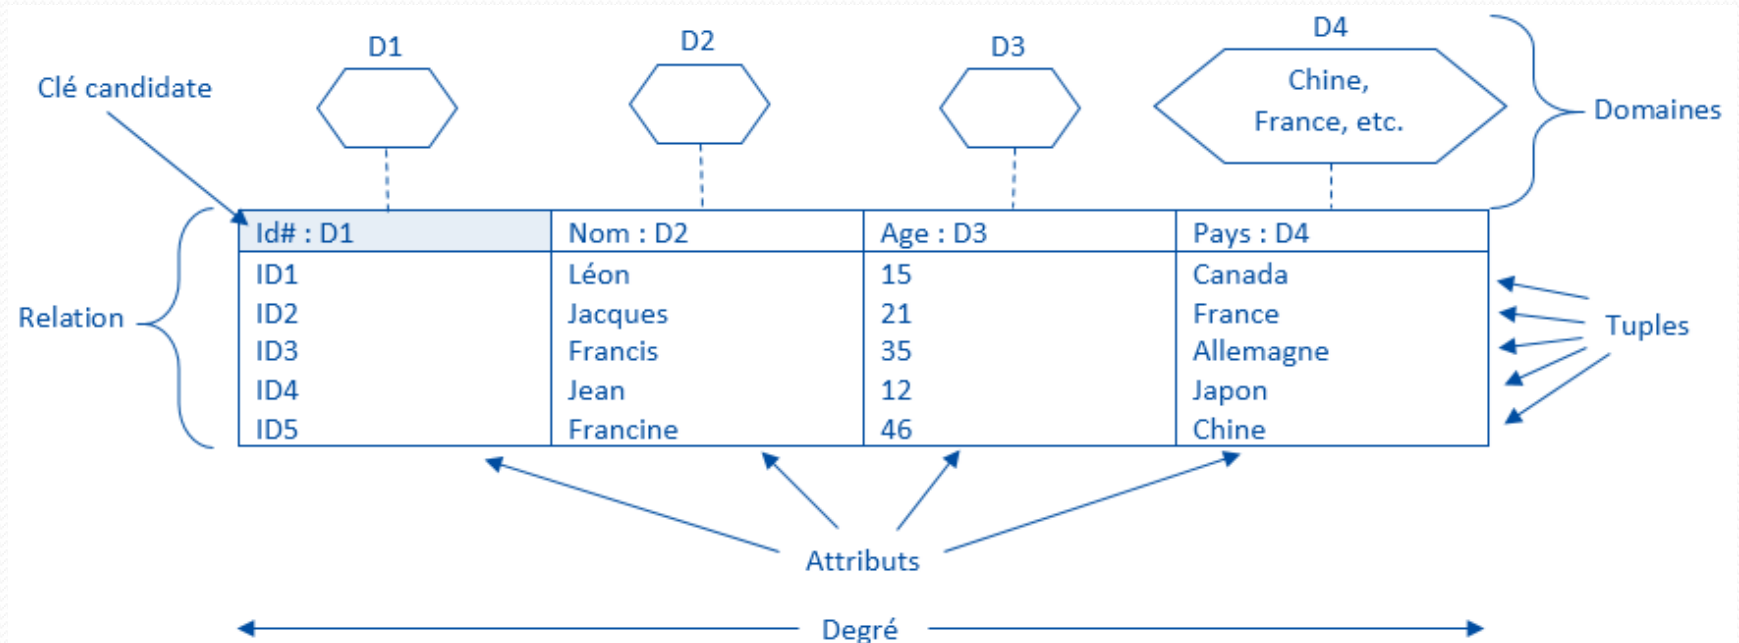 D1
D2
D3
D4
Clé candidate
Chine,
France, etc.
Domaines
Id# : D1
Nom : D2
Age : D3
Pays : D4
ID1 Léon 15 Canada
ID2 Jacques 21 France
ID3 Francis 35 Allemagne
ID4 Jean 12 Japon
ID5 Francine 46 Chine
Relation
Tuples
Attributs
Degré